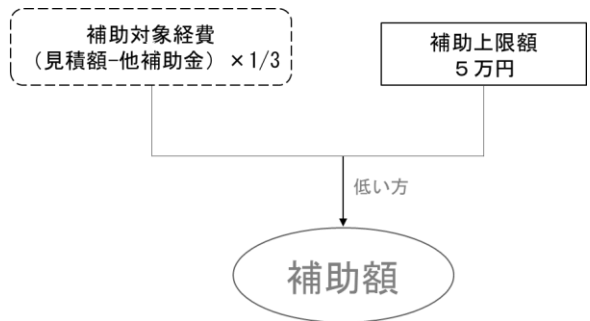 補助対象経費
(見積額-他補助金)×1/3
補助上限額
5万円
低い方
補助額